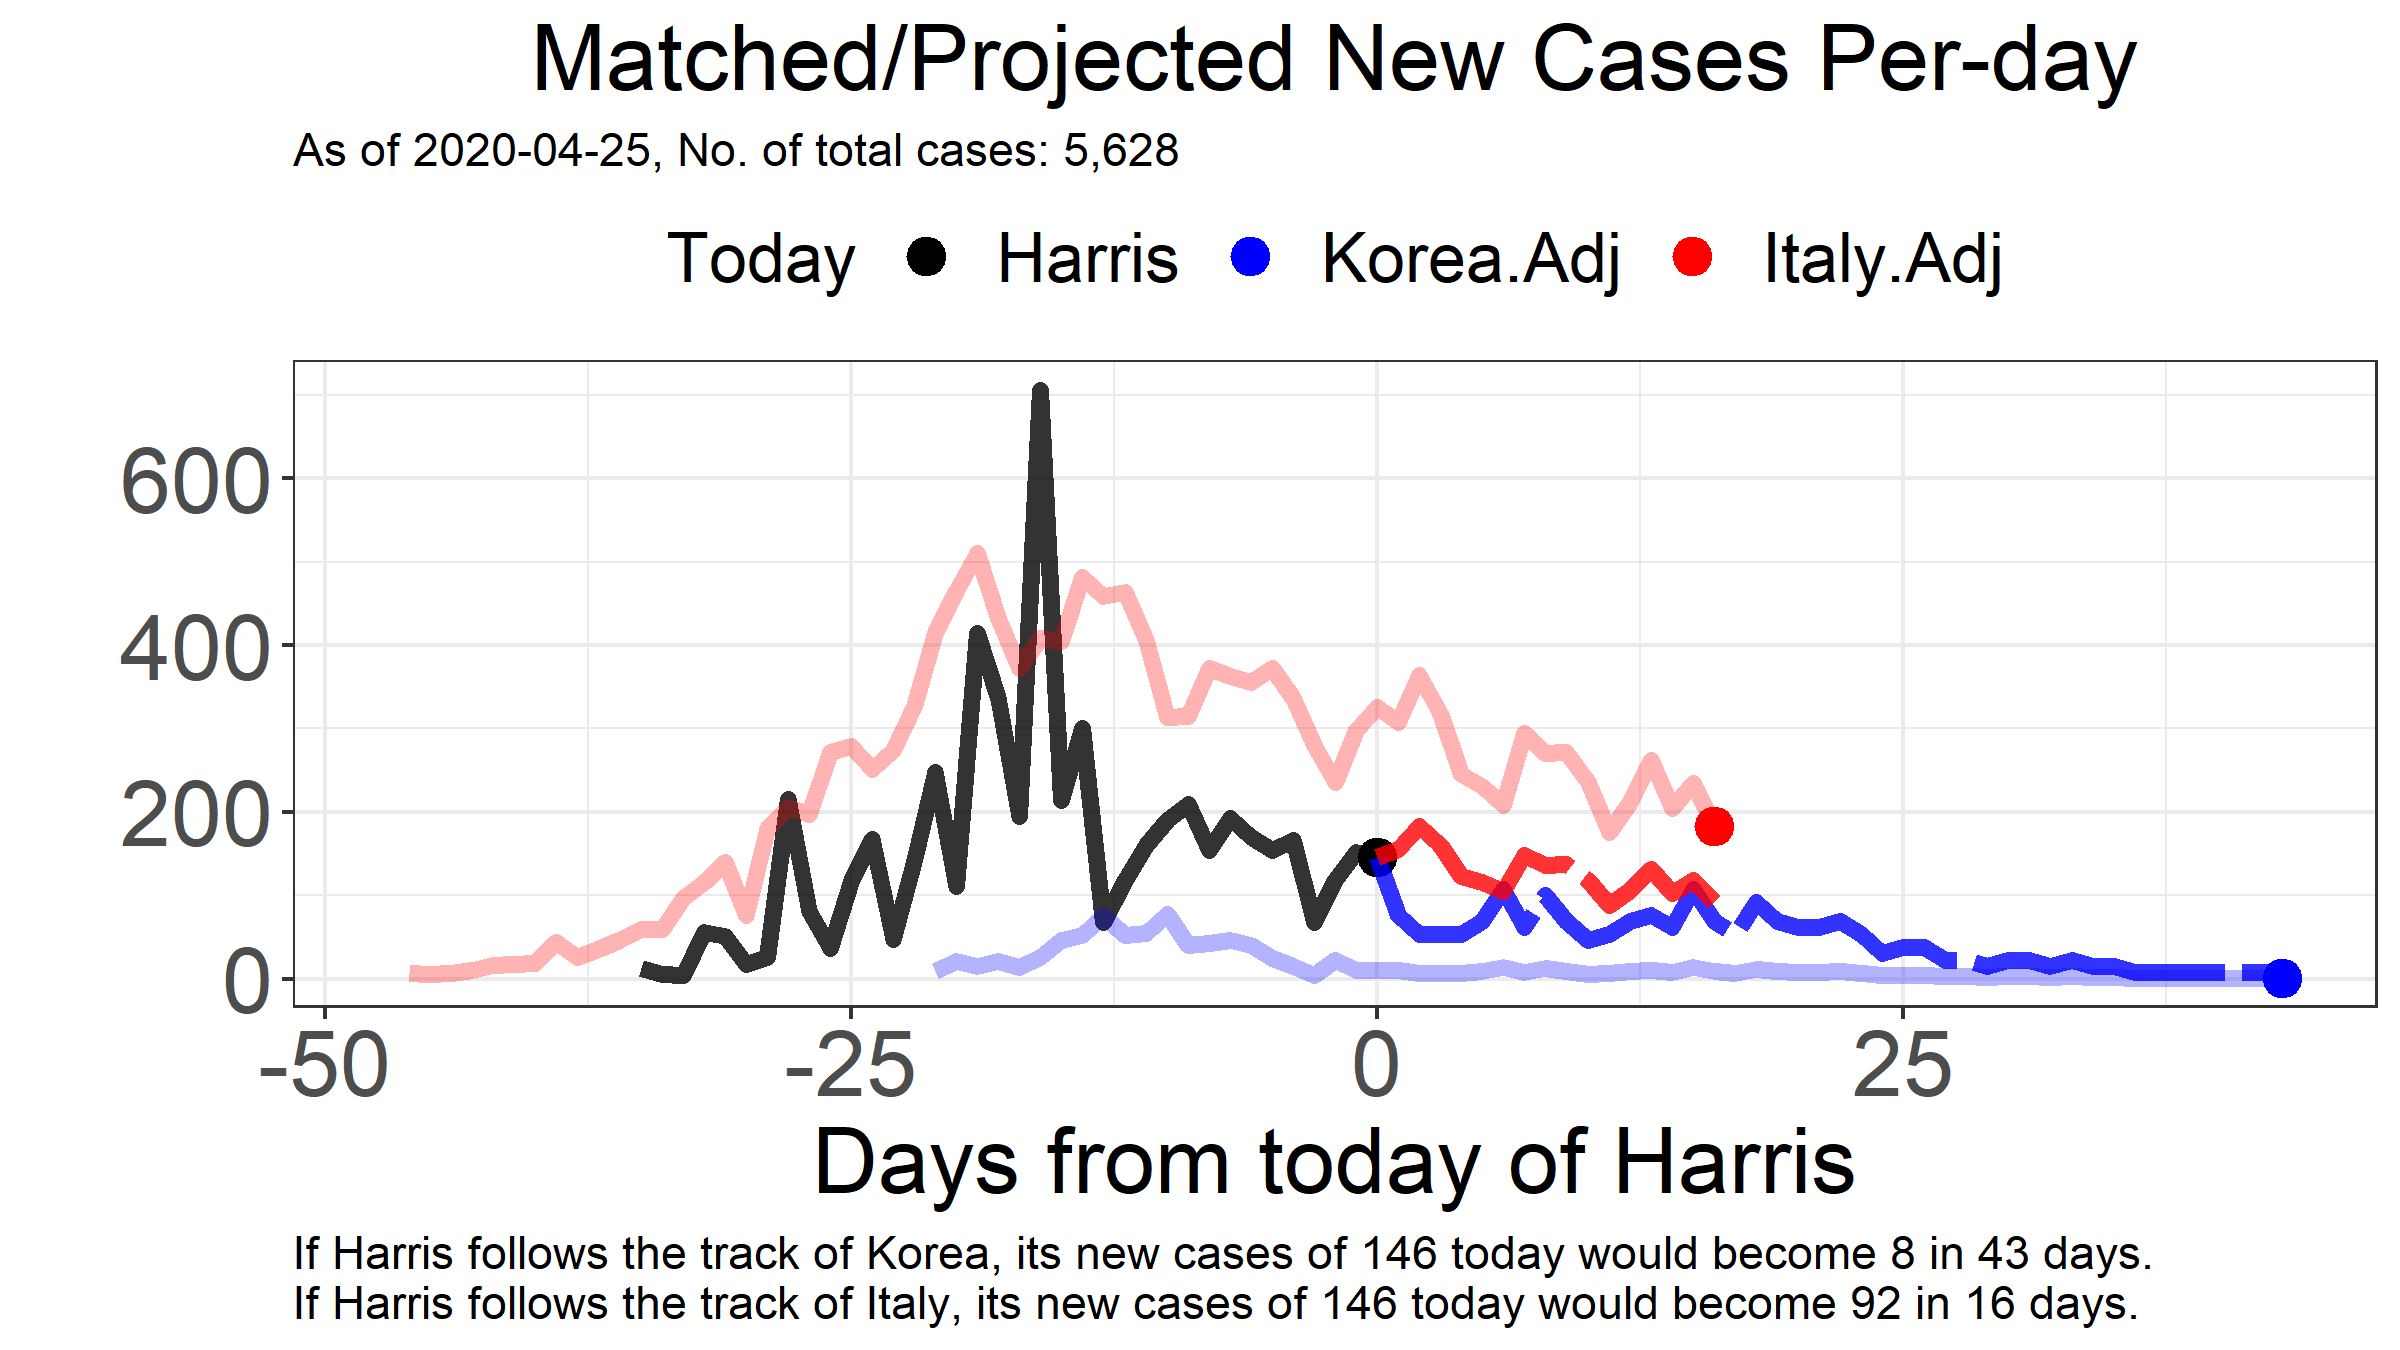 Matched/Projected New Cases Per-day
As of 2020-04-25, No. of total cases: 5,628
Today Harris Korea.Adj Italy.Adj
600
400
200
0
-50 -25 0 25
Days from today of Harris
If Harris follows the track of Korea, its new cases of 146 today would become 8 in 43 days.
If Harris follows the track of Italy, its new cases of 146 today would become 92 in 16 days.